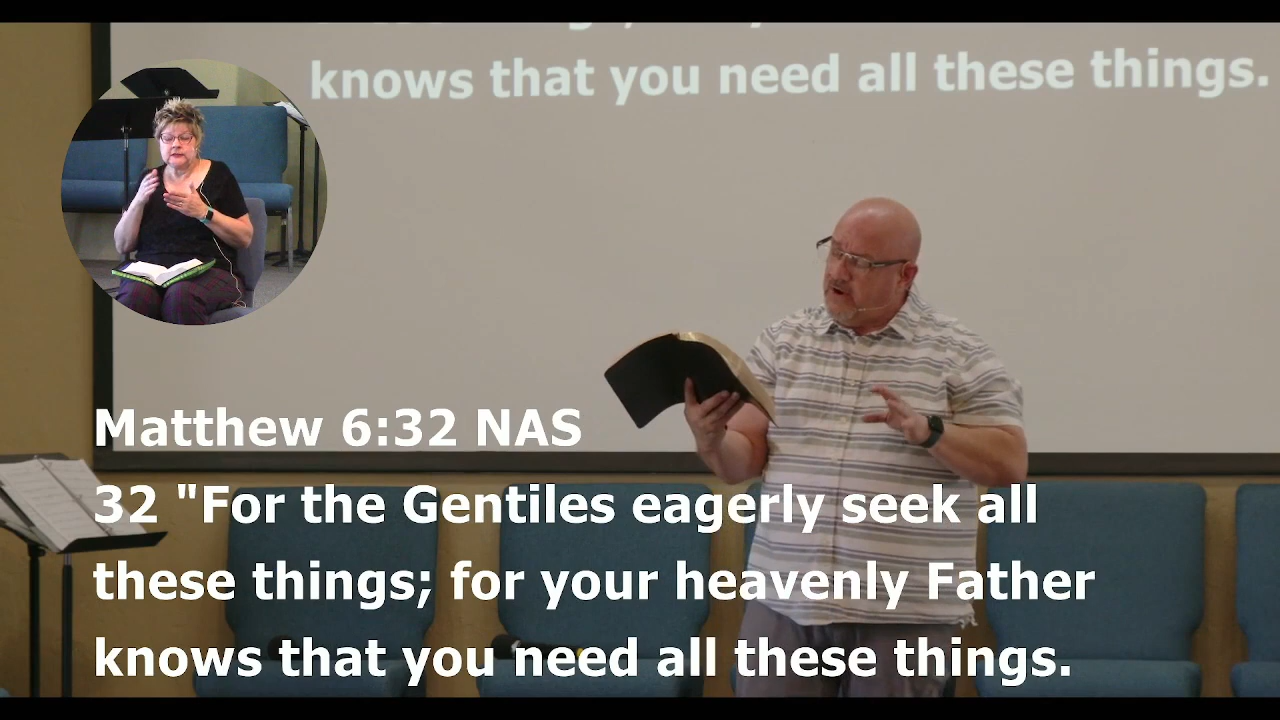 knows that you need all these things.
Matthew 6:32 NAS
32 "For the Gentiles eagerly seek all
these things; for your heavenly Father
knows that you need all these things.